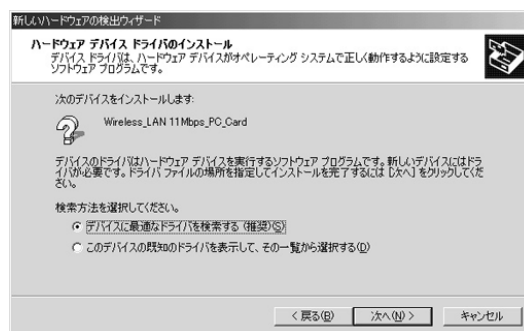 新しいハードウェアの検出ウィザード
ハードウェア デバイス ドライバのインストール
デバイス ドライバは、ハードウェア デバイスがオペレーティング システムで正しく動作するように設定する
ソフトウェア プログラムです。
次のデバイスをインストールします:
Wireless_LAN 11Mbps_PC_Card
デバイスのドライバはハードウェア デバイスを実行するソフトウェア プログラムです。新しいデバイスにはドラ
イバが必要です。ドライバ ファイルの場所を指定してインストールを完了するには [次へ] をクリックしてくだ
さい。
検索方法を選択してください。
デバイスに最適なドライバを検索する (推奨)(S)
このデバイスの既知のドライバを表示して、その一覧から選択する(D)
< 戻る(B) 次へ(N) > キャンセル